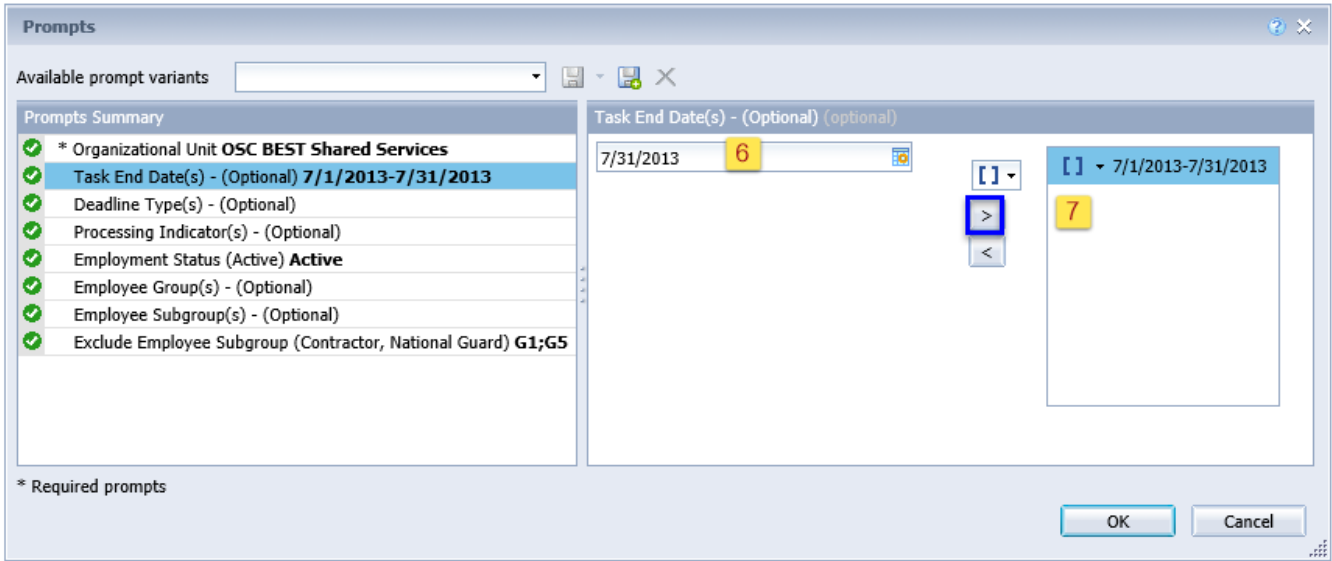 Prompts
Available prompt variants
Prompts Summary
* Organizational Unit OSC BEST Shared Services
Task End Date(s) - (Optional) 7/1/2013-7/31/2013
Deadline Type(s) - (Optional)
Processing Indicator(s) - (Optional)
Employment Status (Active) Active
Employee Group(s) - (Optional)
Employee Subgroup(s) - (Optional)
Exclude Employee Subgroup (Contractor, National Guard) G1;G5
Task End Date(s) - (Optional) (optional)
7/31/2013 6
[ ]
>
<
[ ] 7/1/2013-7/31/2013
7
* Required prompts
OK Cancel